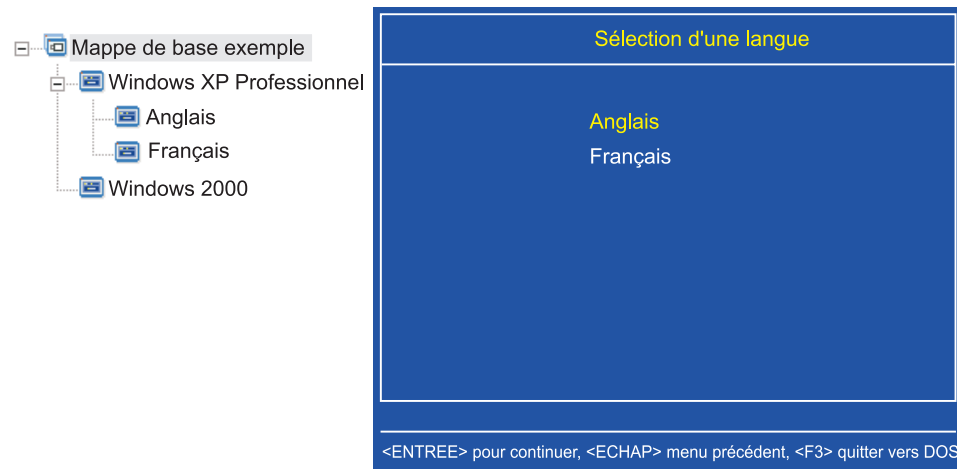 Mappe de base exemple
Windows XP Professionnel
Anglais
Français
Windows 2000
Sélection d'une langue
Anglais
Français
<ENTREE> pour continuer, <ECHAP> menu précédent, <F3> quitter vers DOS